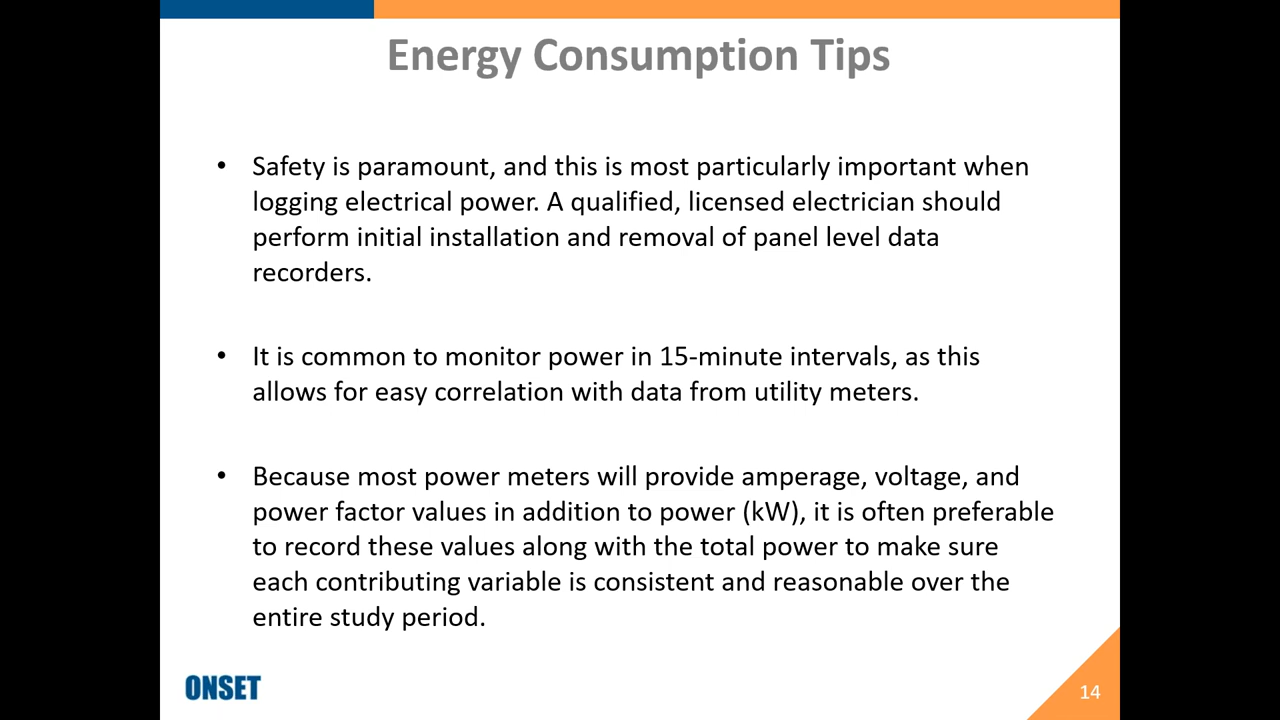 Energy Consumption Tips
• Safety is paramount, and this is most particularly important when
logging electrical power. A qualified, licensed electrician should
perform initial installation and removal of panel level data
recorders.
• It is common to monitor power in 15-minute intervals, as this
allows for easy correlation with data from utility meters.
• Because most power meters will provide amperage, voltage, and
power factor values in addition to power (kW), it is often preferable
to record these values along with the total power to make sure
each contributing variable is consistent and reasonable over the
entire study period.
ONSET
14